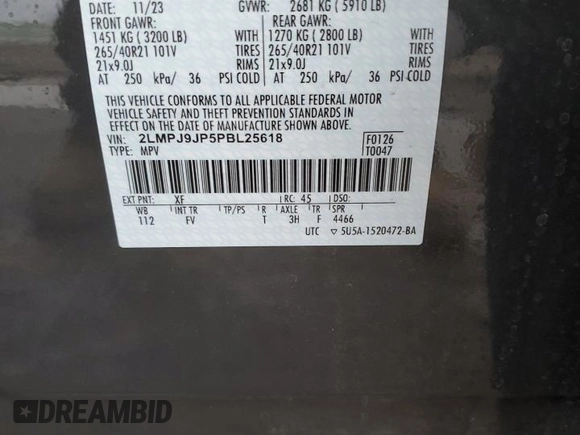 DATE: 11/23 GVWR: 2681 KG ( 5910 LB)
FRONT GAWR: REAR GAWR:
1451 KG ( 3200 LB) WITH 1270 KG ( 2800 LB) WITH
265/40R21 101V TIRES 265/40R21 101V TIRES
21x9.0J RIMS 21x9.0J RIMS
AT 250 kPa/ 36 PSI COLD AT 250 kPa/ 36 PSI COLD
THIS VEHICLE CONFORMS TO ALL APPLICABLE FEDERAL MOTOR
VEHICLE SAFETY AND THEFT PREVENTION STANDARDS IN EFFECT
ON THE DATE OF MANUFACTURE SHOWN ABOVE.
VIN: 2LMPJ9JP5PBL25618 F0126
TYPE: MPV T0047
EXT PNT: XF RC: 45 DSO:
WB INT TR TP/PS R AXLE TR SPR
112 FV T 3H F 4466
UTC ▽ 5U5A-1520472-BA
DREAMBID